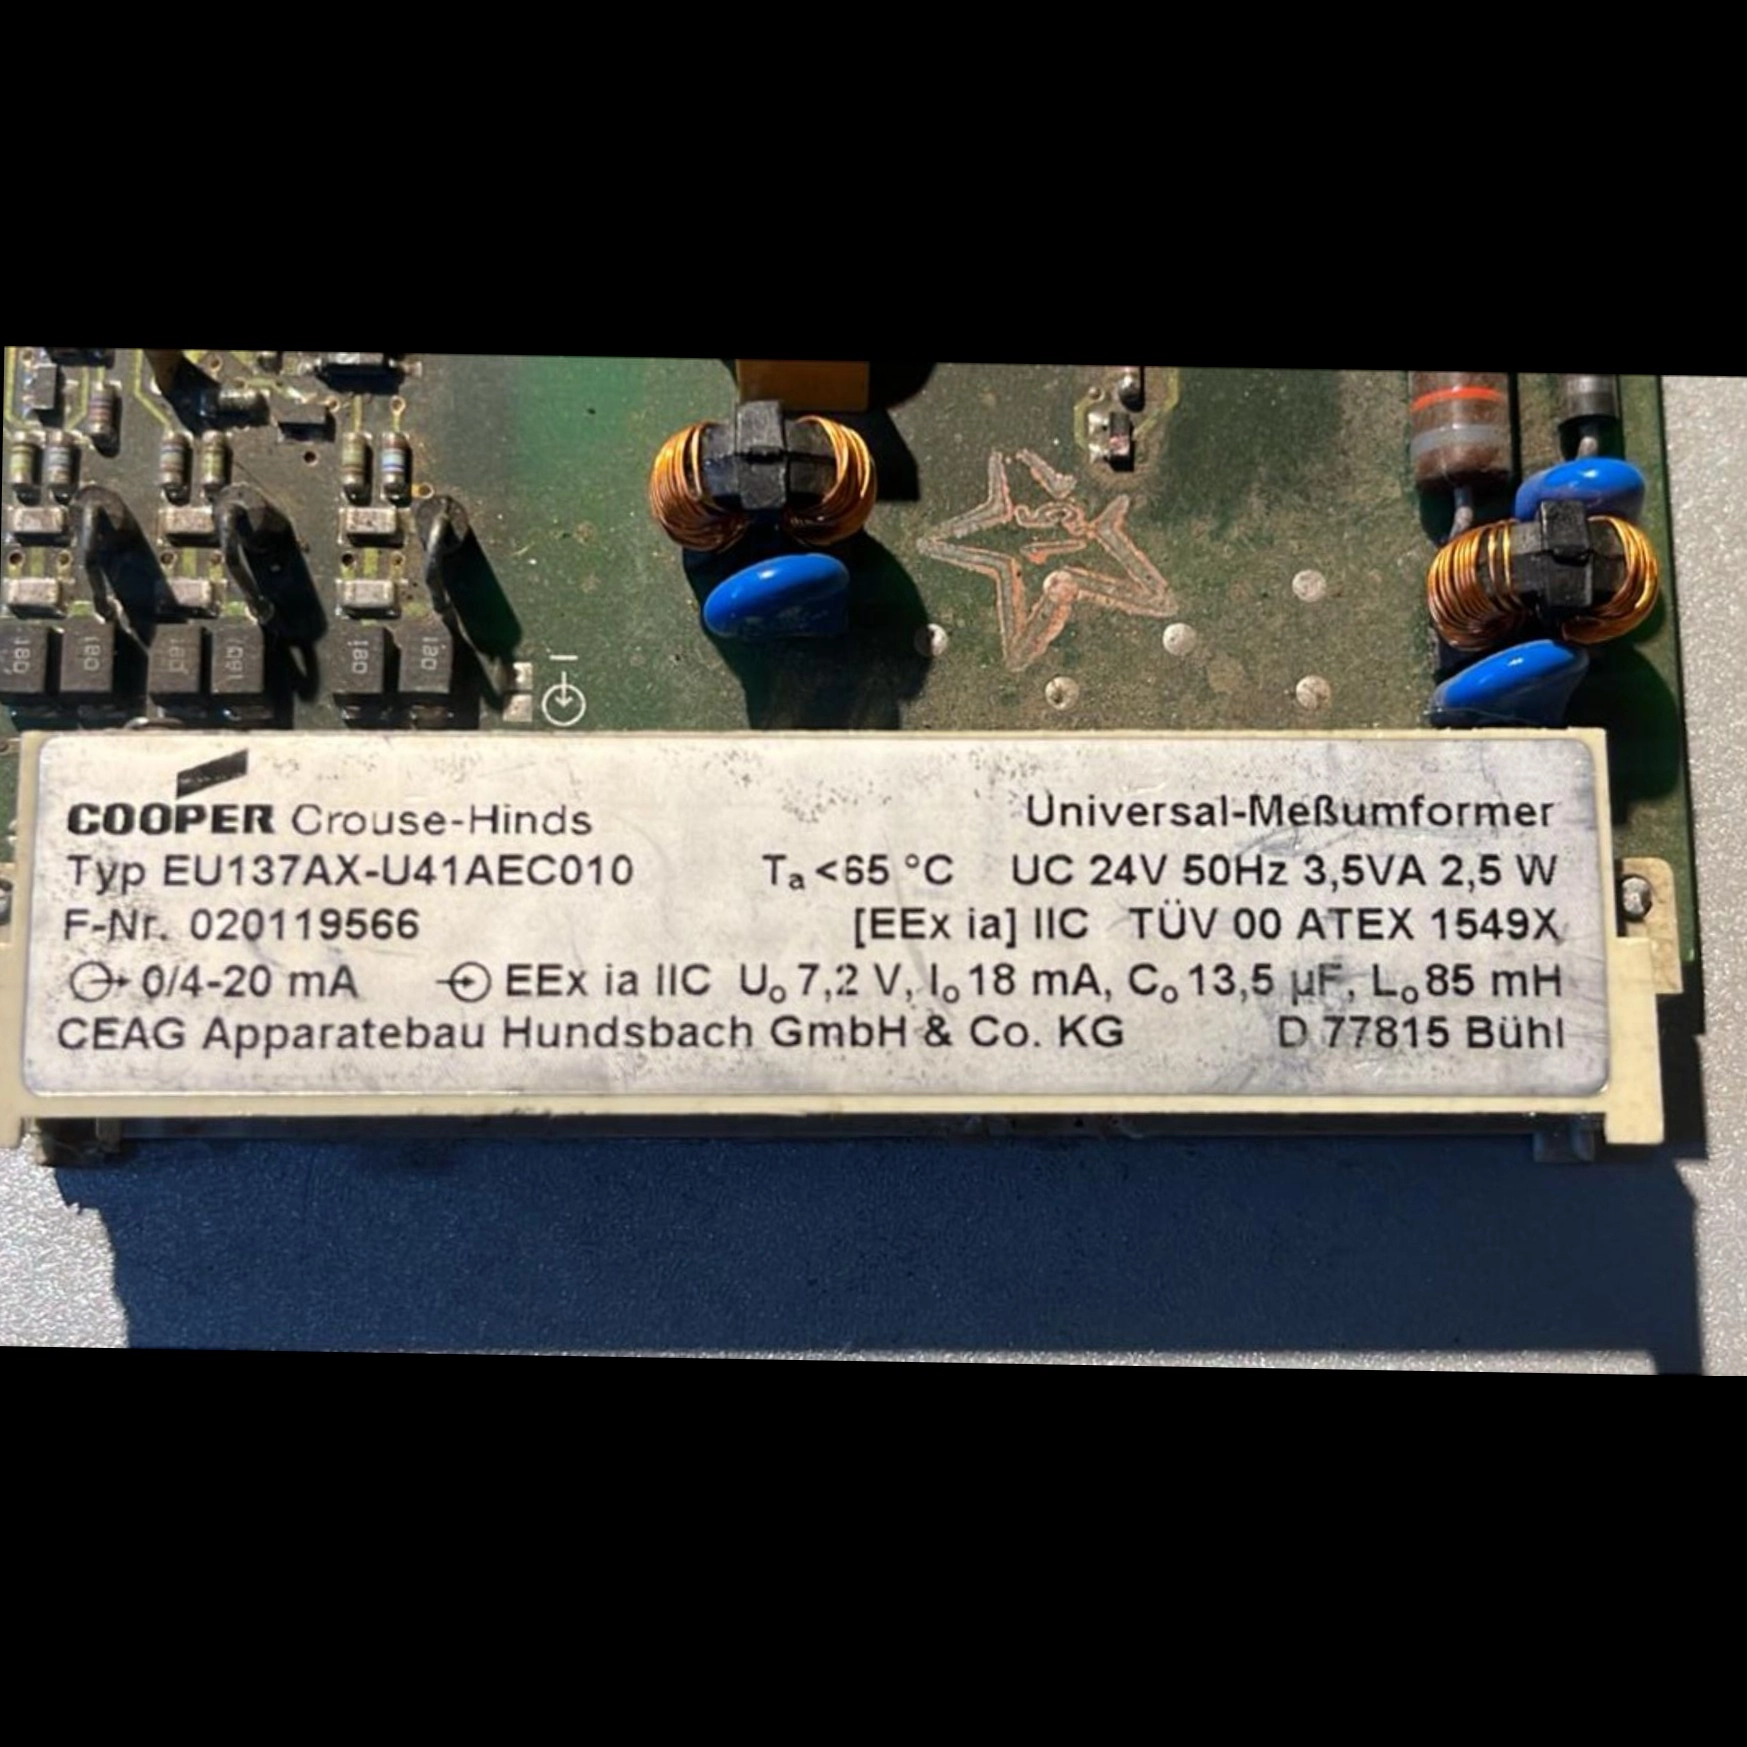 COOPER Crouse-Hinds
Universal-Meßumformer
Typ EU137AX-U41AEC010 Ta <65 °C UC 24V 50Hz 3,5VA 2,5 W
F-Nr. 020119566 [EEx ia] IIC TÜV 00 ATEX 1549X
0/4-20 mA EEx ia IIC Uo 7,2 V, Io 18 mA, Co 13,5 µF, Lo 85 mH
CEAG Apparatebau Hundsbach GmbH & Co. KG D 77815 Bühl